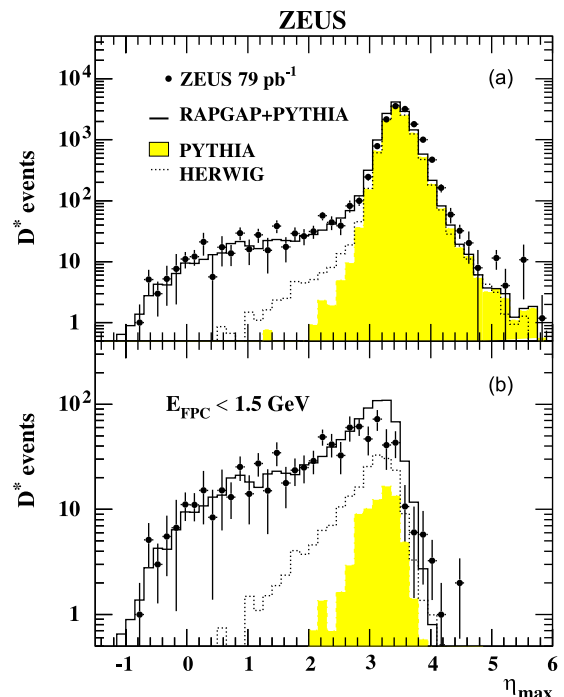 ZEUS
(a)
ZEUS 79 pb⁻¹
RAPGAP+PYTHIA
PYTHIA
HERWIG
D* events
10⁴
10³
10²
10
1
(b)
E_FPC < 1.5 GeV
D* events
10²
10
1
-1 0 1 2 3 4 5 6
η_max